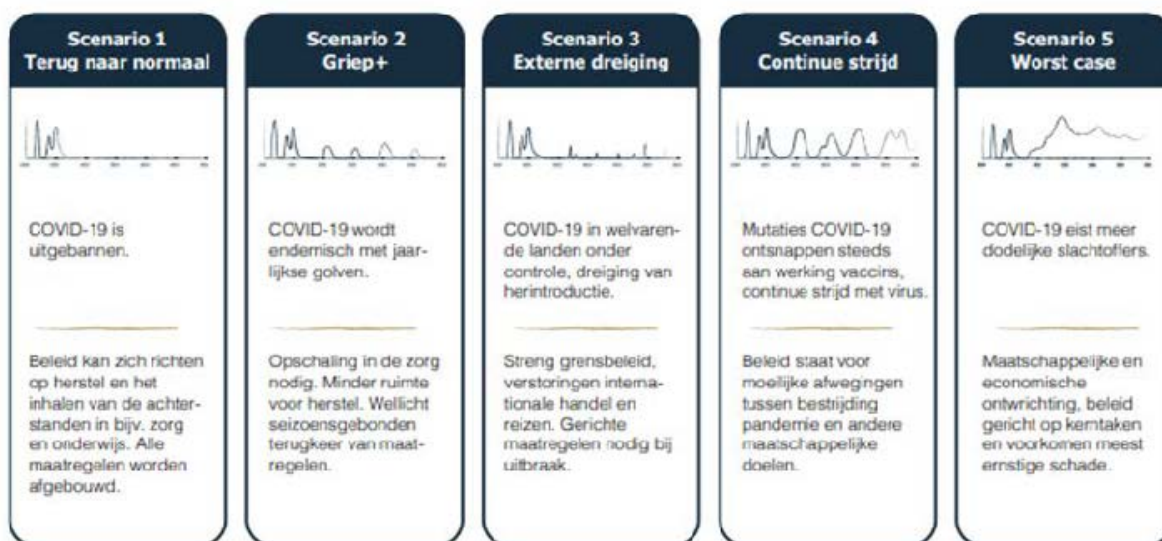 Scenario 1
Terug naar normaal
COVID-19 is
uitgebannen.
Beleid kan zich richten
op herstel en het
inhalen van de achter-
standen in bijv. zorg
en onderwijs. Alle
maatregelen worden
afgebouwd.
Scenario 2
Griep+
COVID-19 wordt
endemisch met jaar-
lijkse golven.
Opschaling in de zorg
nodig. Minder ruimte
voor herstel. Wellicht
seizoensgebonden
terugkeer van maat-
regelen.
Scenario 3
Externe dreiging
COVID-19 in welvaren-
de landen onder
controle, dreiging van
herintroductie.
Streng grensbeleid,
verstoringen interna-
tionale handel en
reizen. Gerichte
maatregelen nodig bij
uitbraak.
Scenario 4
Continue strijd
Mutaties COVID-19
ontsnappen steeds
aan werking vaccins,
continue strijd met virus.
Beleid staat voor
moeilijke afwegingen
tussen bestrijding
pandemie en andere
maatschappelijke
doelen.
Scenario 5
Worst case
COVID-19 eist meer
dodelijke slachtoffers.
Maatschappelijke en
economische
ontwrichting, beleid
gericht op kerntaken
en voorkomen meest
ernstige schade.